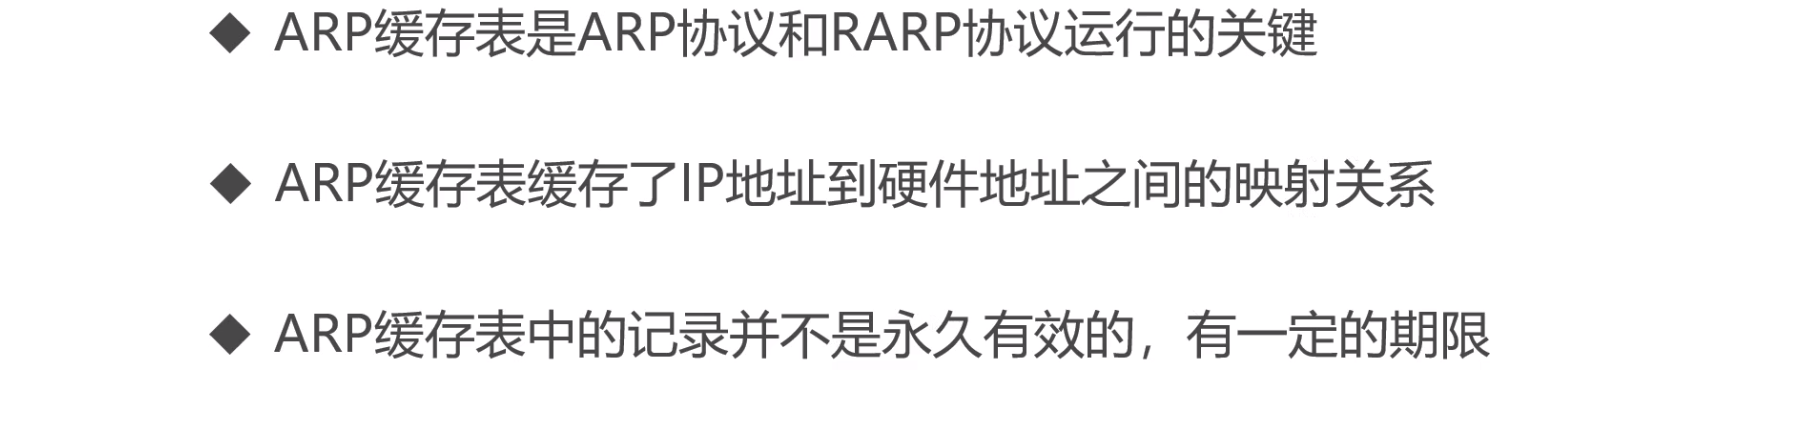 ◆ ARP缓存表是ARP协议和RARP协议运行的关键
◆ ARP缓存表缓存了IP地址到硬件地址之间的映射关系
◆ ARP缓存表中的记录并不是永久有效的，有一定的期限